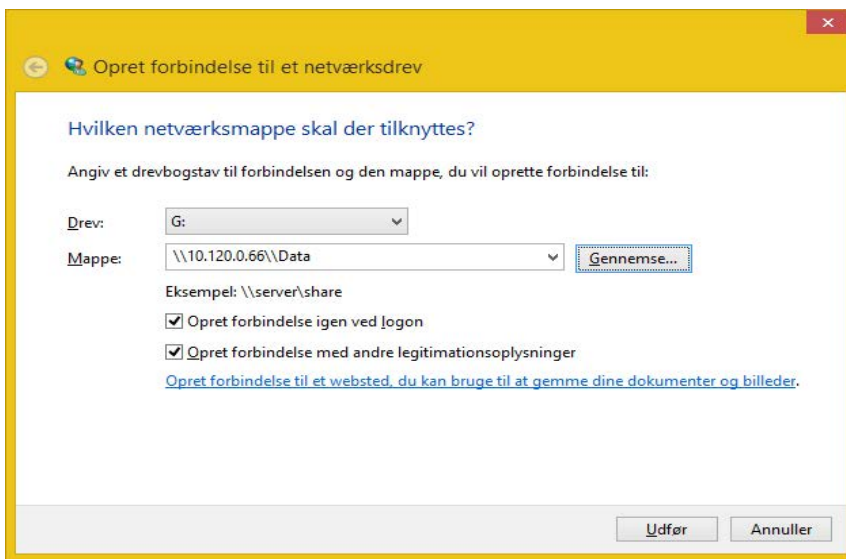 Opret forbindelse til et netværksdrev
Hvilken netværksmappe skal der tilknyttes?
Angiv et drevbogstav til forbindelsen og den mappe, du vil oprette forbindelse til:
Drev: G:
Mappe: \\10.120.0.66\\Data Gennemse...
Eksempel: \\server\share
Opret forbindelse igen ved logon
Opret forbindelse med andre legitimationsoplysninger
Opret forbindelse til et websted, du kan bruge til at gemme dine dokumenter og billeder.
Udfør Annuller